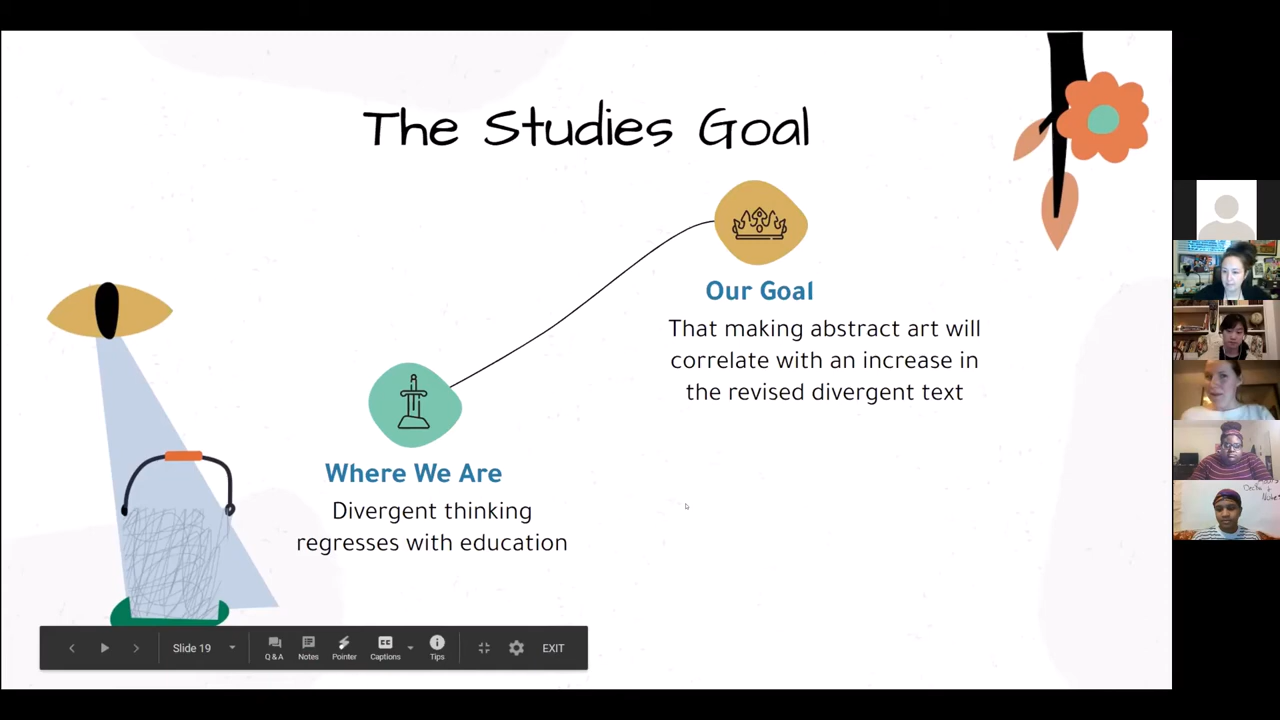 The Studies Goal
Our Goal
That making abstract art will
correlate with an increase in
the revised divergent text
Where We Are
Divergent thinking
regresses with education
Slide 19
Q & A
Notes
Pointer
CC
Captions
Tips
EXIT